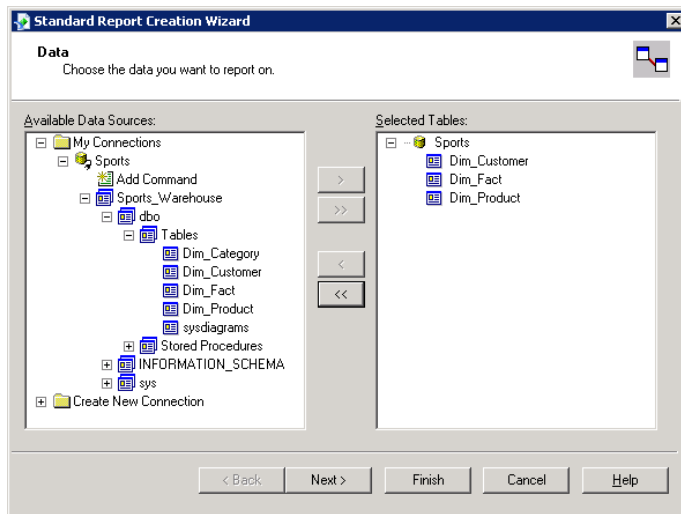 Standard Report Creation Wizard
Data
Choose the data you want to report on.
Available Data Sources:
My Connections
Sports
Add Command
Sports_Warehouse
dbo
Tables
Dim_Category
Dim_Customer
Dim_Fact
Dim_Product
sysdiagrams
Stored Procedures
INFORMATION_SCHEMA
sys
Create New Connection
>
>>
<
<<
Selected Tables:
Sports
Dim_Customer
Dim_Fact
Dim_Product
< Back
Next >
Finish
Cancel
Help